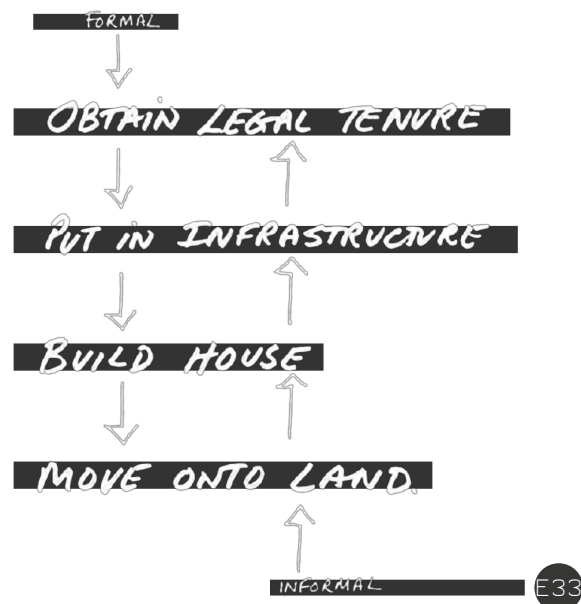 FORMAL
OBTAIN LEGAL TENURE
PUT IN INFRASTRUCTURE
BUILD HOUSE
MOVE ONTO LAND.
INFORMAL
E33